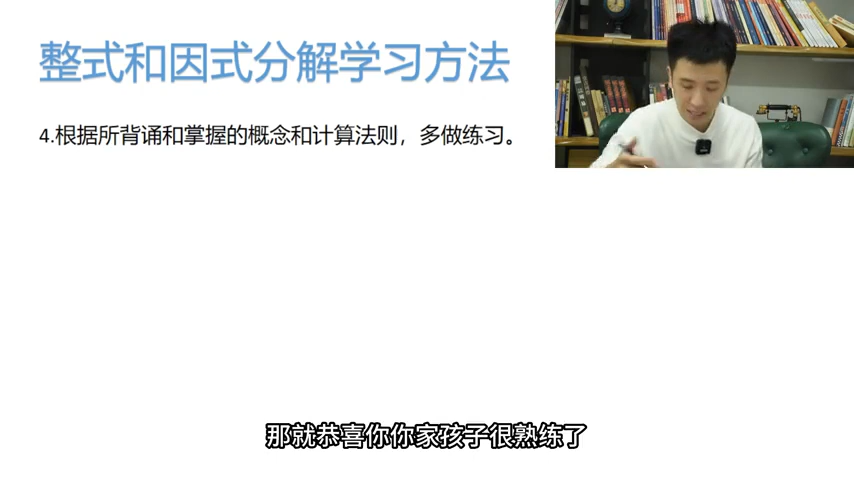 整式和因式分解学习方法
4.根据所背诵和掌握的概念和计算法则，多做练习。
那就恭喜你你家孩子很熟练了